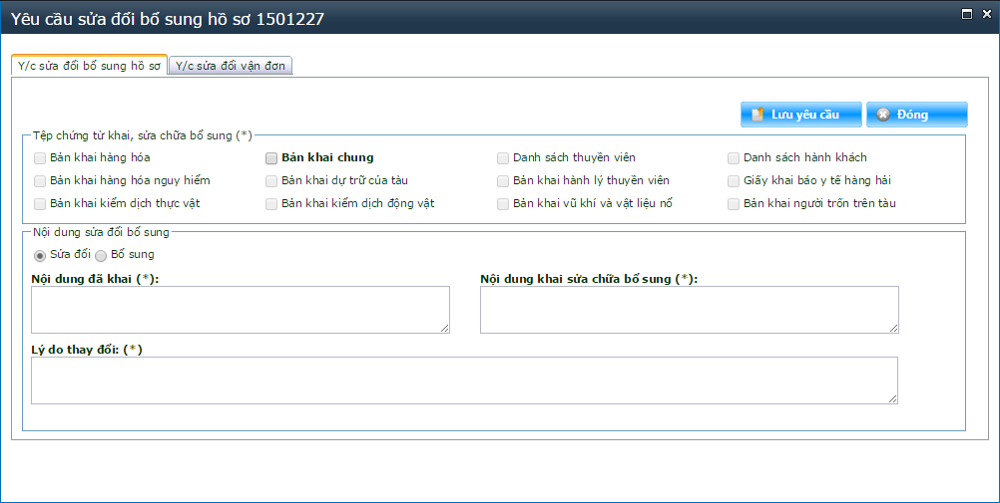 Yêu cầu sửa đổi bổ sung hồ sơ 1501227
Y/c sửa đổi bổ sung hồ sơ Y/c sửa đổi vận đơn
Lưu yêu cầu Đóng
Tệp chứng từ khai, sửa chữa bổ sung (*)
Bản khai hàng hóa Bản khai chung Danh sách thuyền viên Danh sách hành khách
Bản khai hàng hóa nguy hiểm Bản khai dự trữ của tàu Bản khai hành lý thuyền viên Giấy khai báo y tế hàng hải
Bản khai kiểm dịch thực vật Bản khai kiểm dịch động vật Bản khai vũ khí và vật liệu nổ Bản khai người trốn trên tàu
Nội dung sửa đổi bổ sung
Sửa đổi Bổ sung
Nội dung đã khai (*): Nội dung khai sửa chữa bổ sung (*):
Lý do thay đổi: (*)